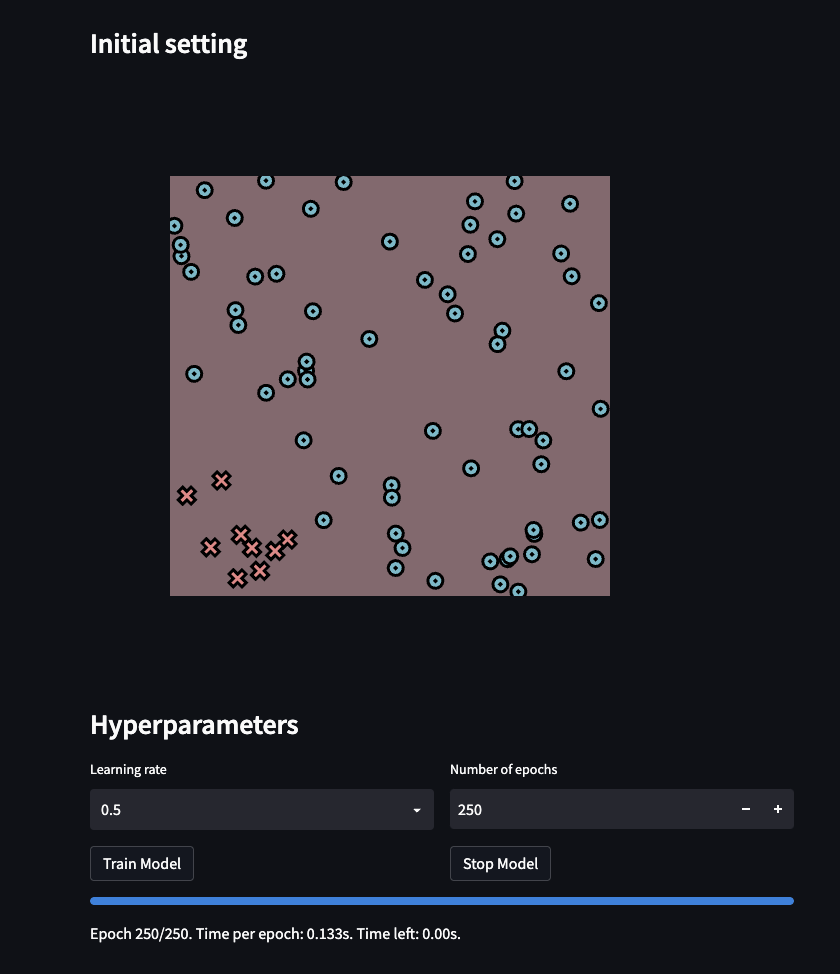 Initial setting
Hyperparameters
Learning rate
Number of epochs
0.5
250
Train Model
Stop Model
Epoch 250/250. Time per epoch: 0.133s. Time left: 0.00s.